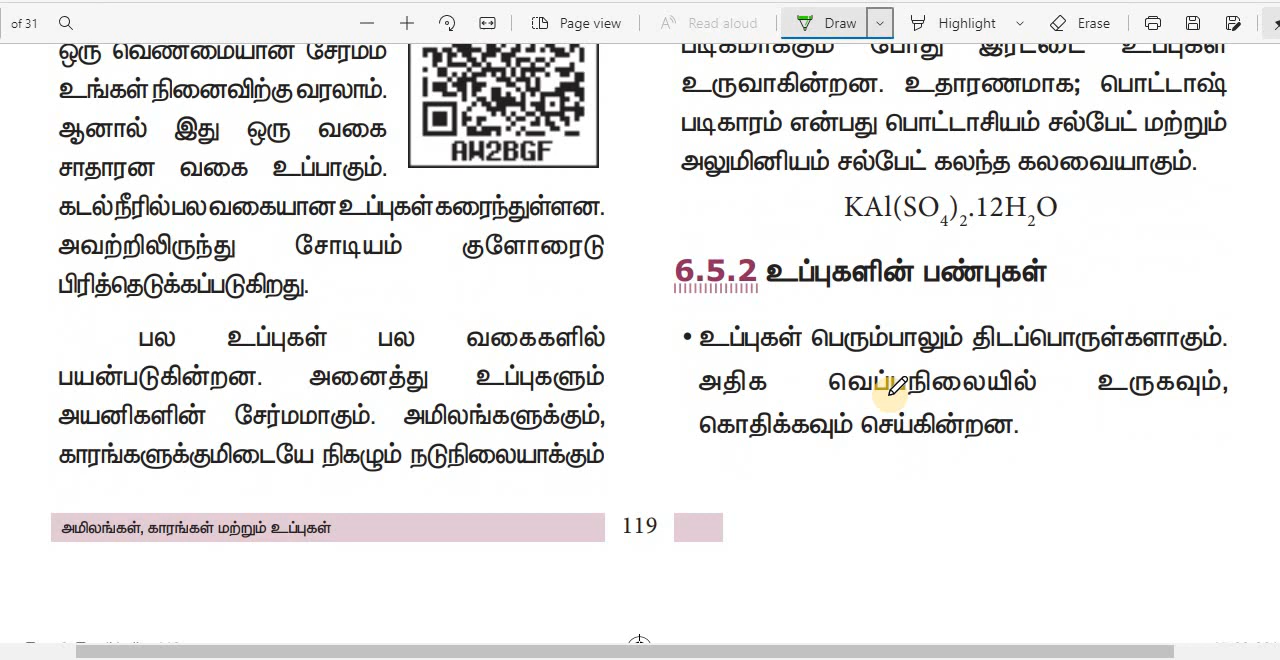 of 31
Page view
Read aloud
Draw
Highlight
Erase
ஒரு வெண்மையான சேர்மம்
உங்கள் நினைவிற்கு வரலாம்.
ஆனால் இது ஒரு வகை
சாதாரன வகை உப்பாகும்.
AW2BGF
கடல்நீரில் பல வகையான உப்புகள் கரைந்துள்ளன.
அவற்றிலிருந்து சோடியம் குளோரைடு
பிரித்தெடுக்கப்படுகிறது.
பல உப்புகள் பல வகைகளில்
பயன்படுகின்றன. அனைத்து உப்புகளும்
அயனிகளின் சேர்மமாகும். அமிலங்களுக்கும்,
காரங்களுக்குமிடையே நிகழும் நடுநிலையாக்கும்
படிகமாக்கும் போது இரட்டை உப்புகள்
உருவாகின்றன. உதாரணமாக; பொட்டாஷ்
படிகாரம் என்பது பொட்டாசியம் சல்பேட் மற்றும்
அலுமினியம் சல்பேட் கலந்த கலவையாகும்.
KAl(SO₄)₂.12H₂O
6.5.2 உப்புகளின் பண்புகள்
• உப்புகள் பெரும்பாலும் திடப்பொருள்களாகும்.
அதிக வெப்பநிலையில் உருகவும்,
கொதிக்கவும் செய்கின்றன.
அமிலங்கள், காரங்கள் மற்றும் உப்புகள்
119